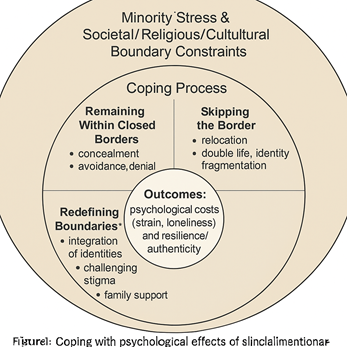 Minority Stress &
Societal/Religious/Cultultural
Boundary Constraints
Coping Process
Remaining
Within Closed
Borders
• concealment
• avoidance, denial
Skipping
the Border
• relocation
• double life, identity
fragmentation
Outcomes:
psychological costs
(strain, loneliness)
and resilience/
authenticity
Redefining
Boundaries*
• integration
of identities
• challenging
stigma
• family support
Coping with psychological effects of